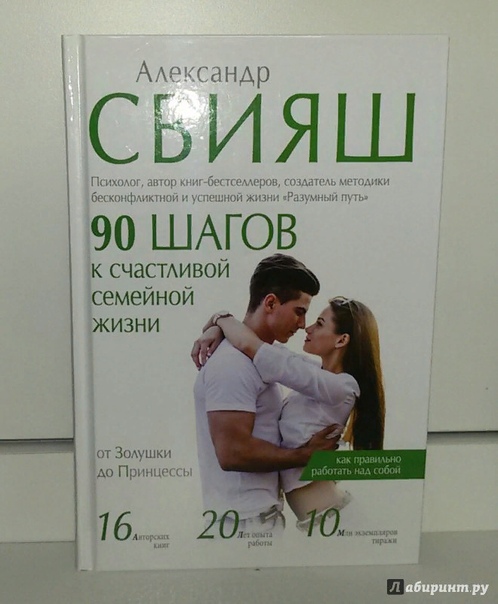 Александр
СВИЯШ
Психолог, автор книг-бестселлеров, создатель методики
бесконфликтной и успешной жизни «Разумный путь»
90 ШАГОВ
к счастливой
семейной
жизни
от Золушки
до Принцессы
как правильно
работать над собой
16 Авторских
книг
20 Лет опыта
работы
10 Млн экземпляров
тиража
Лабиринт.ру